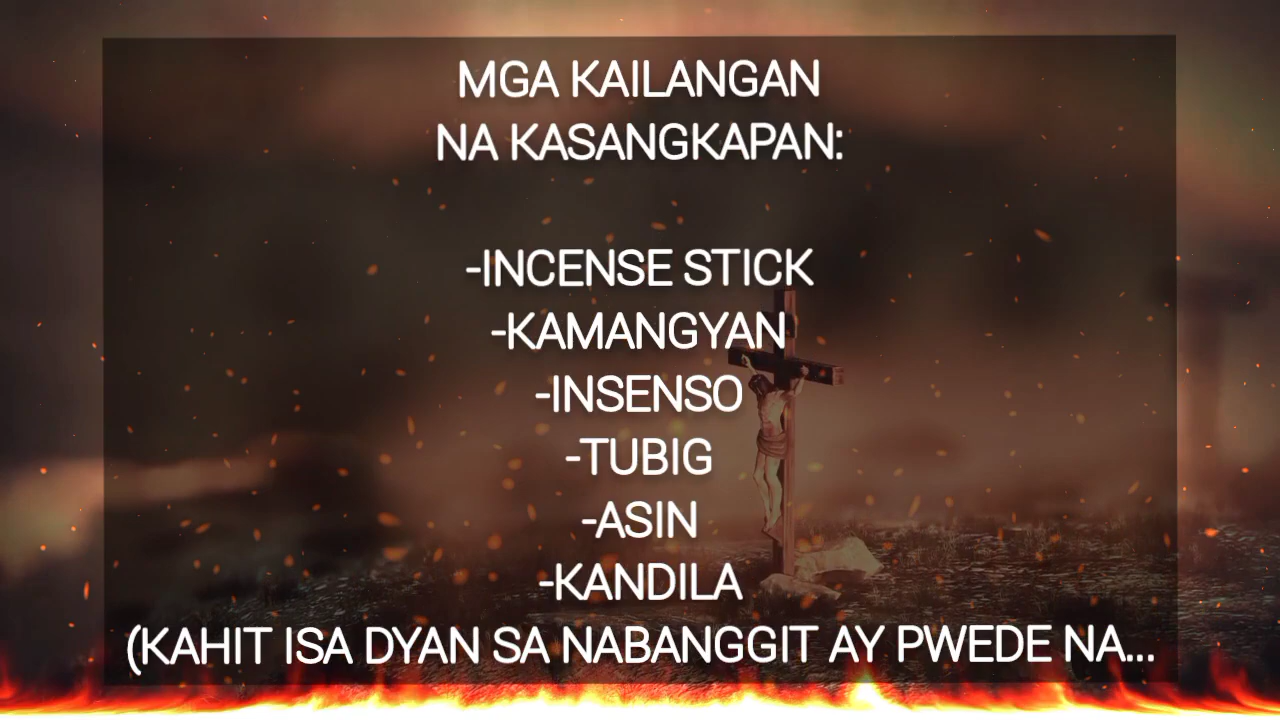 MGA KAILANGAN
NA KASANGKAPAN:
-INCENSE STICK
-KAMANGYAN
-INSENSO
-TUBIG
-ASIN
-KANDILA
(KAHIT ISA DYAN SA NABANGGIT AY PWEDE NA...